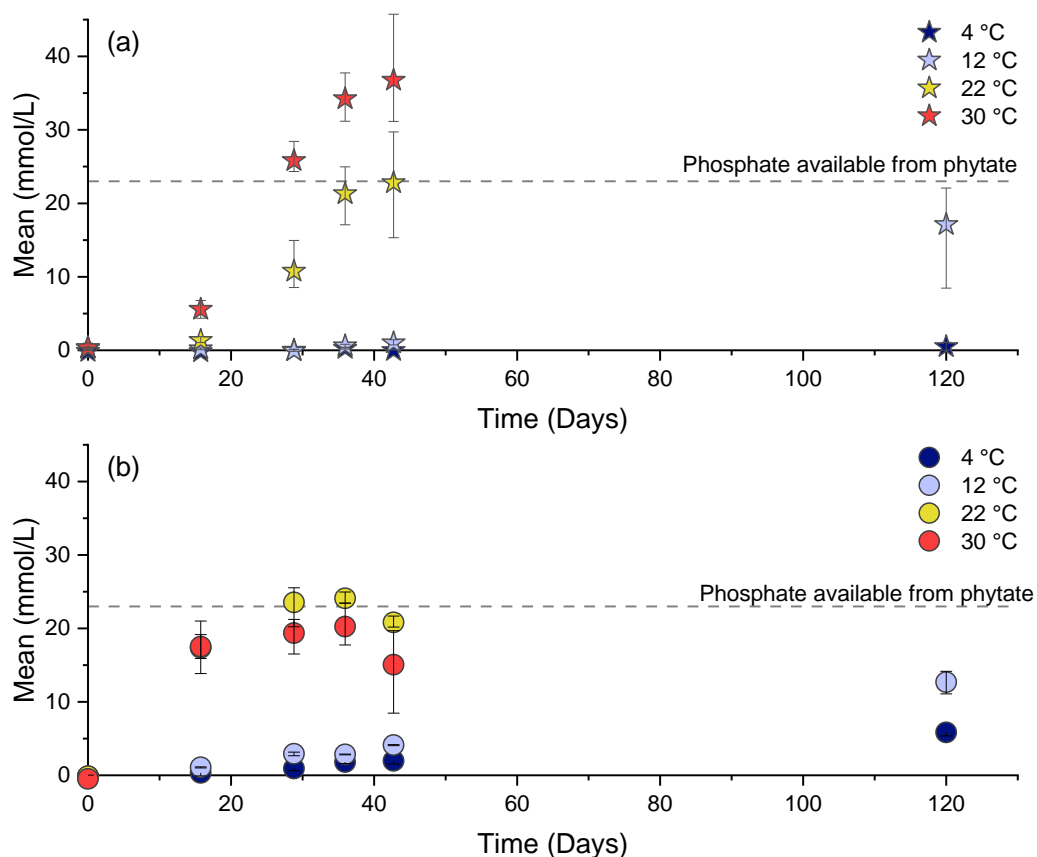 (a)
4 °C
12 °C
22 °C
30 °C
Phosphate available from phytate
Mean (mmol/L)
40
30
20
10
0
0 20 40 60 80 100 120
Time (Days)
(b)
4 °C
12 °C
22 °C
30 °C
Phosphate available from phytate
Mean (mmol/L)
40
30
20
10
0
0 20 40 60 80 100 120
Time (Days)